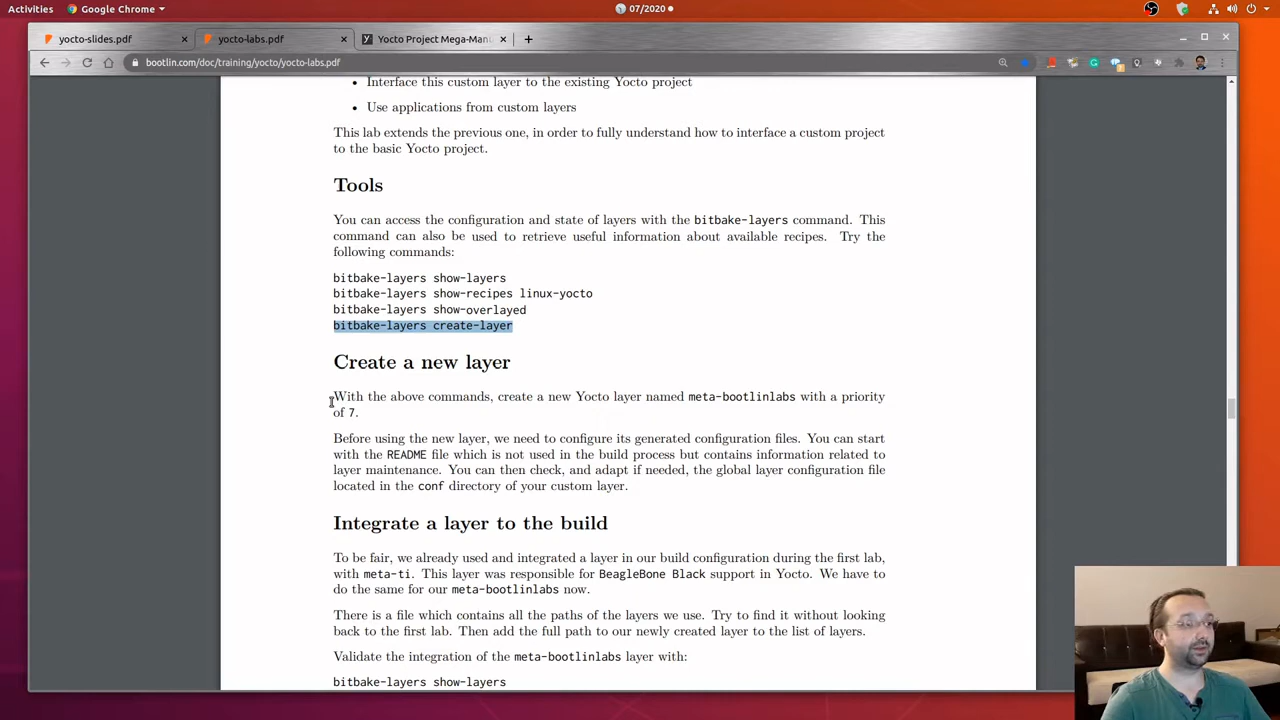 Activities
Google Chrome
07/2020
yocto-slides.pdf
yocto-labs.pdf
Yocto Project Mega-Manu
bootlin.com/doc/training/yocto/yocto-labs.pdf
• Interface this custom layer to the existing Yocto project
• Use applications from custom layers
This lab extends the previous one, in order to fully understand how to interface a custom project
to the basic Yocto project.
Tools
You can access the configuration and state of layers with the bitbake-layers command. This
command can also be used to retrieve useful information about available recipes. Try the
following commands:
bitbake-layers show-layers
bitbake-layers show-recipes linux-yocto
bitbake-layers show-overlayed
bitbake-layers create-layer
Create a new layer
With the above commands, create a new Yocto layer named meta-bootlinlabs with a priority
of 7.
Before using the new layer, we need to configure its generated configuration files. You can start
with the README file which is not used in the build process but contains information related to
layer maintenance. You can then check, and adapt if needed, the global layer configuration file
located in the conf directory of your custom layer.
Integrate a layer to the build
To be fair, we already used and integrated a layer in our build configuration during the first lab,
with meta-ti. This layer was responsible for BeagleBone Black support in Yocto. We have to
do the same for our meta-bootlinlabs now.
There is a file which contains all the paths of the layers we use. Try to find it without looking
back to the first lab. Then add the full path to our newly created layer to the list of layers.
Validate the integration of the meta-bootlinlabs layer with:
bitbake-layers show-layers